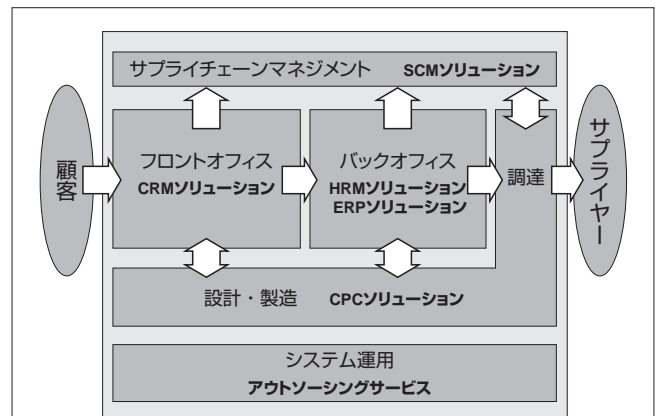 サプライチェーンマネジメント SCMソリューション
顧客
フロントオフィス
CRMソリューション
バックオフィス
HRMソリューション
ERPソリューション
調達
サプライヤー
設計・製造 CPCソリューション
システム運用
アウトソーシングサービス